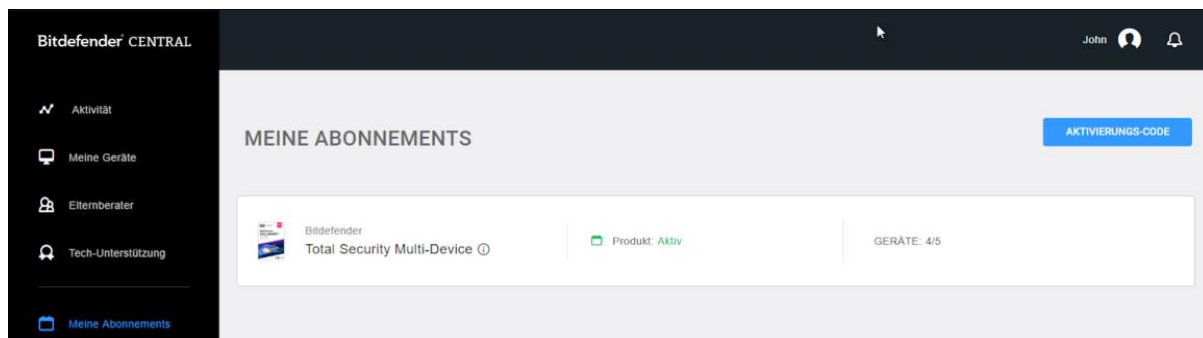 Bitdefender CENTRAL
John
Aktivität
Meine Geräte
Elternberater
Tech-Unterstützung
Meine Abonnements
MEINE ABONNEMENTS
AKTIVIERUNGS-CODE
Bitdefender
Total Security Multi-Device
Produkt: Aktiv
GERÄTE: 4/5